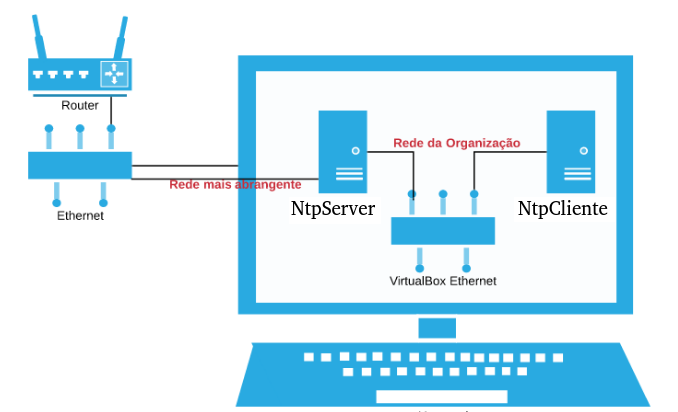 Router
Rede da Organização
Rede mais abrangente
NtpServer
NtpCliente
Ethernet
VirtualBox Ethernet